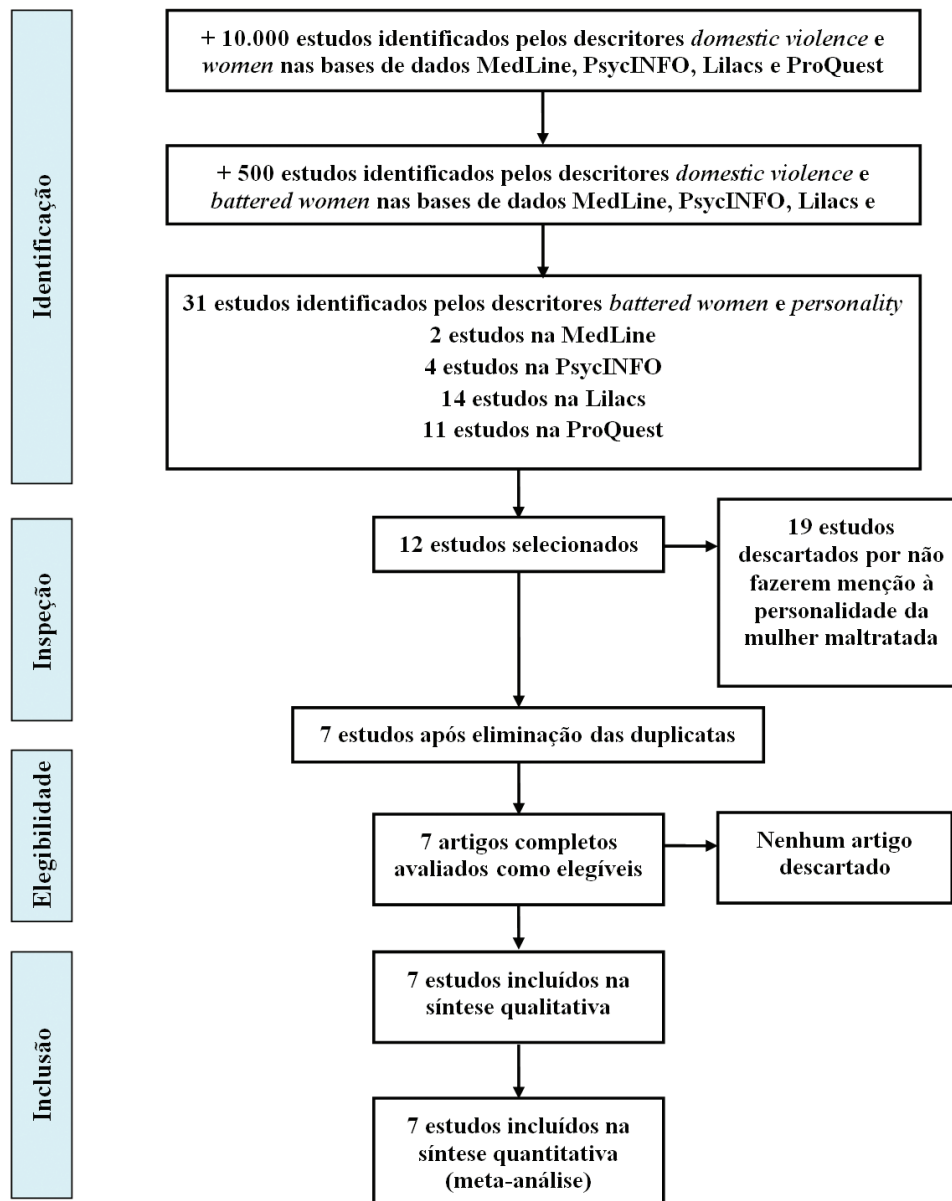 Identificação
+ 10.000 estudos identificados pelos descritores domestic violence e
women nas bases de dados MedLine, PsycINFO, Lilacs e ProQuest
+ 500 estudos identificados pelos descritores domestic violence e
battered women nas bases de dados MedLine, PsycINFO, Lilacs e
31 estudos identificados pelos descritores battered women e personality
2 estudos na MedLine
4 estudos na PsycINFO
14 estudos na Lilacs
11 estudos na ProQuest
Inspeção
12 estudos selecionados
19 estudos
descartados por não
fazerem menção à
personalidade da
mulher maltratada
7 estudos após eliminação das duplicatas
Elegibilidade
7 artigos completos
avaliados como elegíveis
Nenhum artigo
descartado
Inclusão
7 estudos incluídos na
síntese qualitativa
7 estudos incluídos na
síntese quantitativa
(meta-análise)